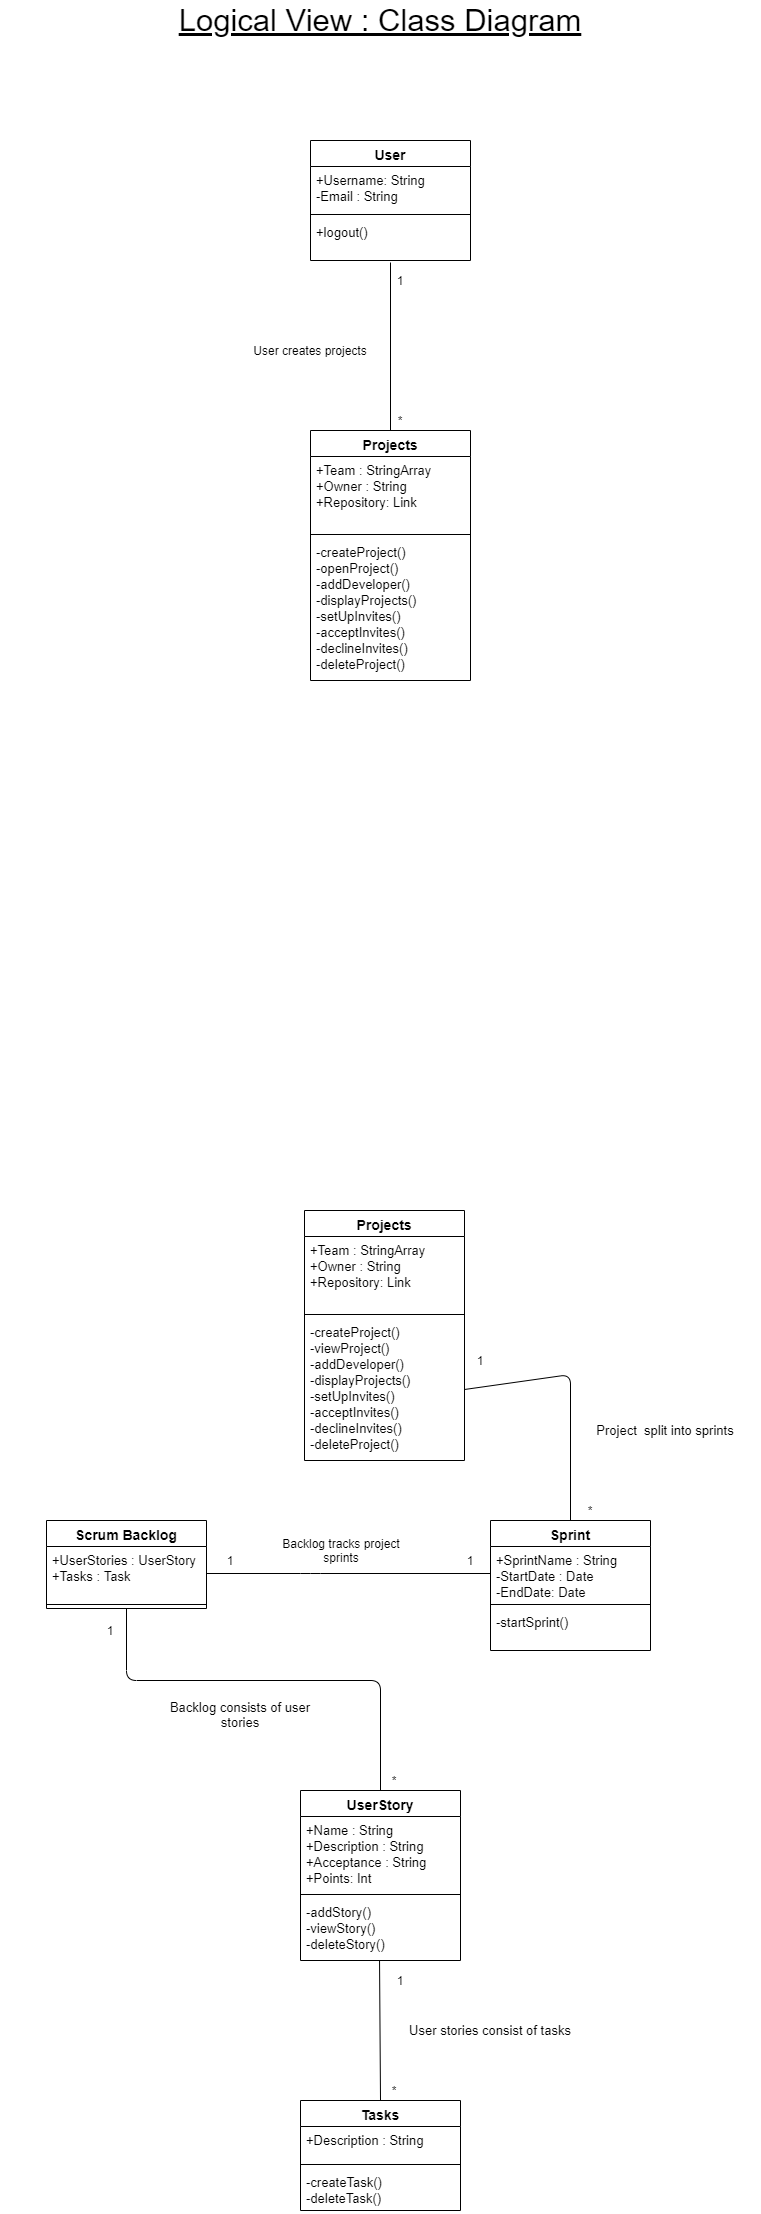 Logical View : Class Diagram
User
+Username: String
-Email : String
+logout()
1
User creates projects
*
Projects
+Team : StringArray
+Owner : String
+Repository: Link
-createProject()
-openProject()
-addDeveloper()
-displayProjects()
-setUpInvites()
-acceptInvites()
-declineInvites()
-deleteProject()
Projects
+Team : StringArray
+Owner : String
+Repository: Link
-createProject()
-viewProject()
-addDeveloper()
-displayProjects()
-setUpInvites()
-acceptInvites()
-declineInvites()
-deleteProject()
1
Project  split into sprints
*
Scrum Backlog
+UserStories : UserStory
+Tasks : Task
1
Backlog tracks project
sprints
1
Sprint
+SprintName : String
-StartDate : Date
-EndDate: Date
-startSprint()
1
Backlog consists of user
stories
*
UserStory
+Name : String
+Description : String
+Acceptance : String
+Points: Int
-addStory()
-viewStory()
-deleteStory()
1
User stories consist of tasks
*
Tasks
+Description : String
-createTask()
-deleteTask()